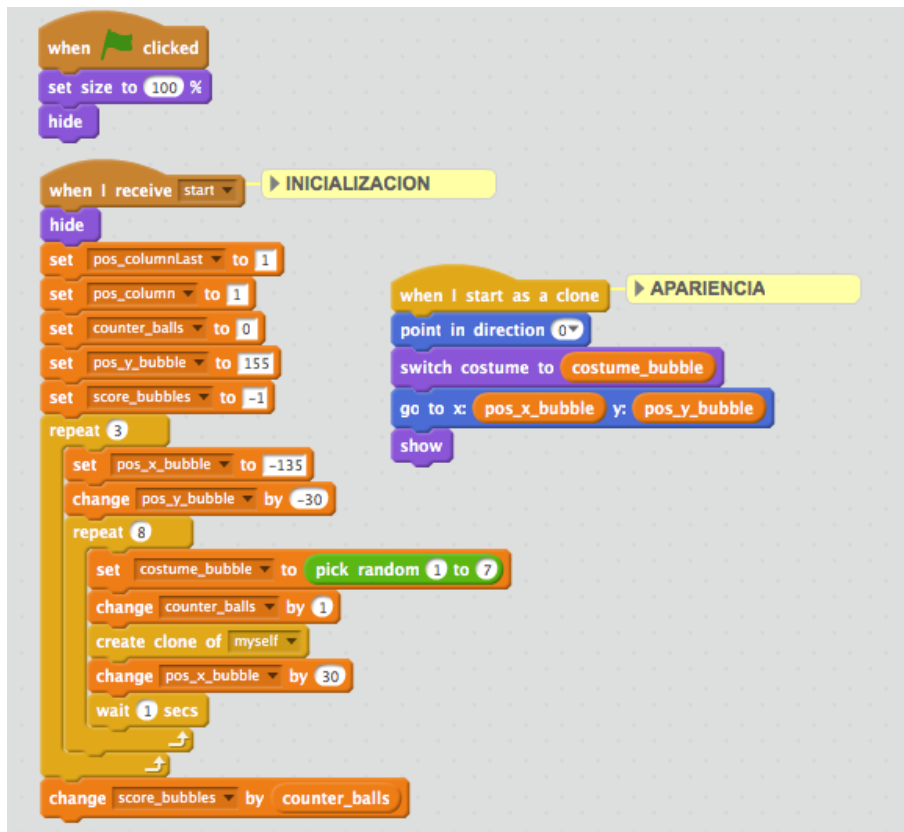 when clicked
set size to 100 %
hide
when I receive start
INICIALIZACION
hide
set pos_columnLast to 1
set pos_column to 1
set counter_balls to 0
set pos_y_bubble to 155
set score_bubbles to -1
repeat 3
set pos_x_bubble to -135
change pos_y_bubble by -30
repeat 8
set costume_bubble to pick random 1 to 7
change counter_balls by 1
create clone of myself
change pos_x_bubble by 30
wait 1 secs
change score_bubbles by counter_balls
when I start as a clone
APARIENCIA
point in direction 0
switch costume to costume_bubble
go to x: pos_x_bubble y: pos_y_bubble
show